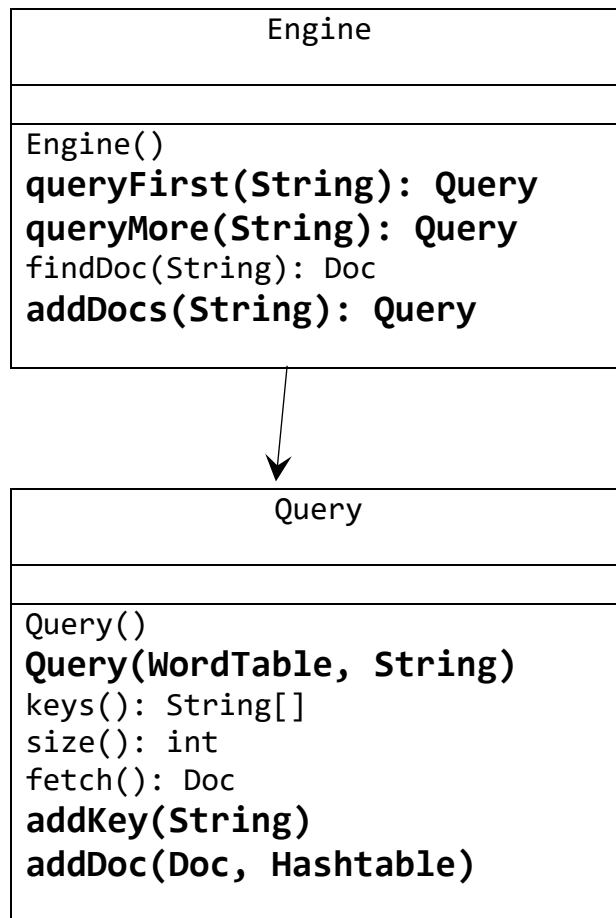 Engine
Engine()
queryFirst(String): Query
queryMore(String): Query
findDoc(String): Doc
addDocs(String): Query
Query
Query()
Query(WordTable, String)
keys(): String[]
size(): int
fetch(): Doc
addKey(String)
addDoc(Doc, Hashtable)